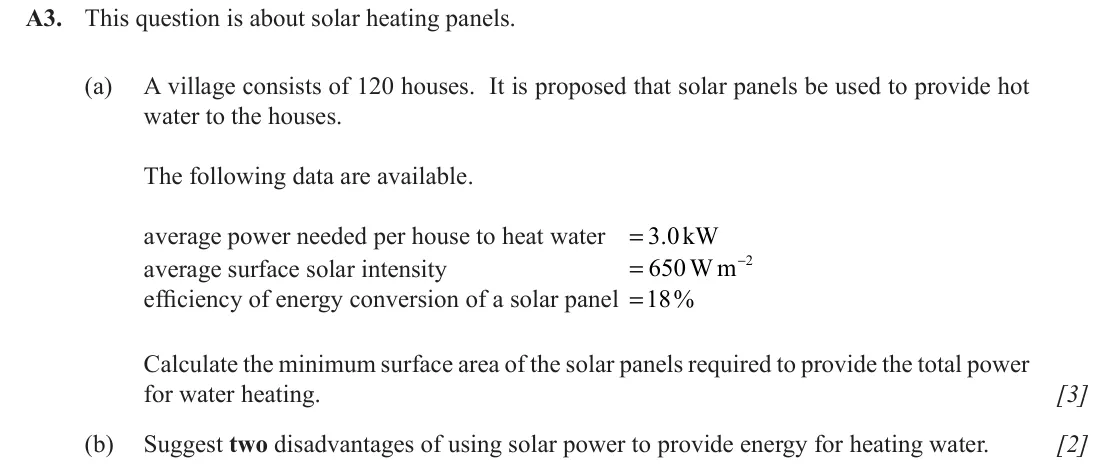 A3. This question is about solar heating panels.
(a) A village consists of 120 houses. It is proposed that solar panels be used to provide hot
water to the houses.
The following data are available.
average power needed per house to heat water = 3.0 kW
average surface solar intensity = 650 W m⁻²
efficiency of energy conversion of a solar panel = 18%
Calculate the minimum surface area of the solar panels required to provide the total power
for water heating. [3]
(b) Suggest two disadvantages of using solar power to provide energy for heating water. [2]